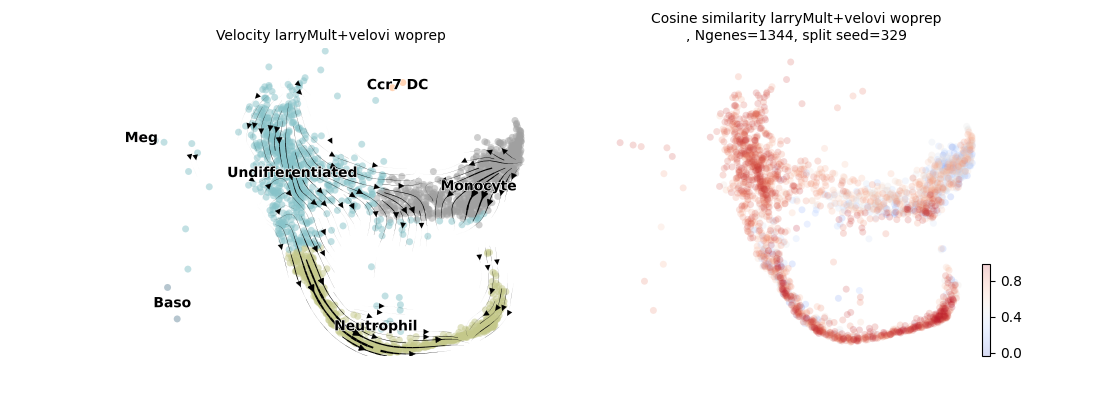 Velocity larryMult+velovi woprep
Cosine similarity larryMult+velovi woprep
, Ngenes=1344, split seed=329
Ccr7 DC
Meg
Undifferentiated
Monocyte
Baso
Neutrophil
0.8
0.4
0.0